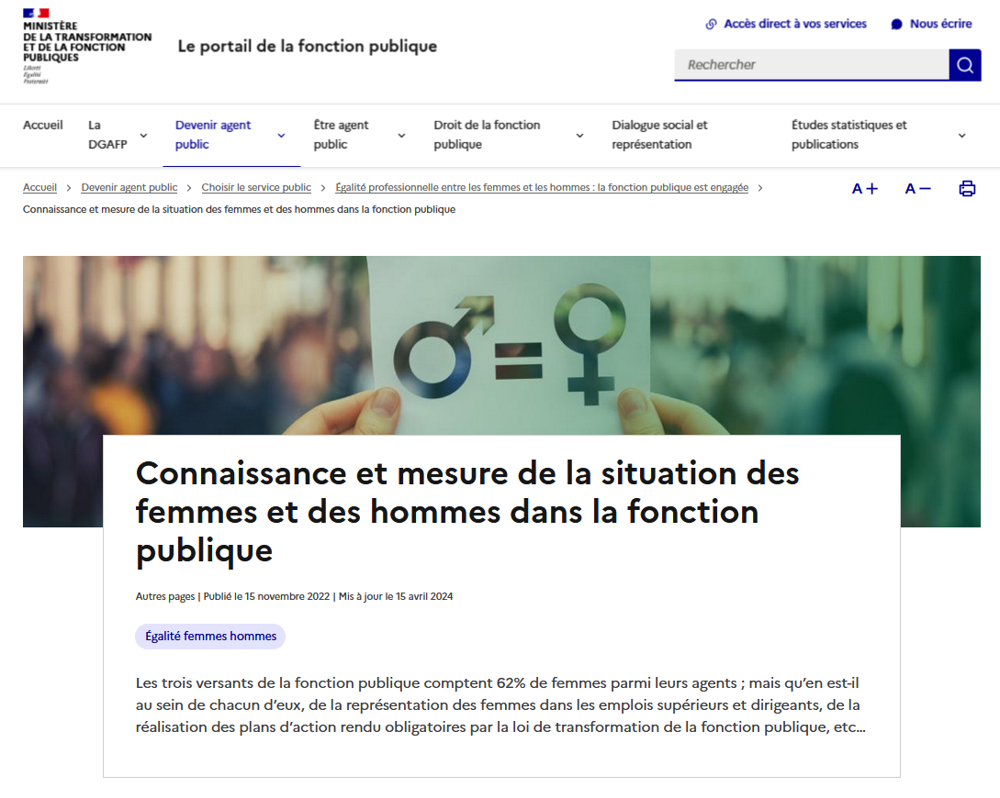 MINISTÈRE
DE LA TRANSFORMATION
ET DE LA FONCTION
PUBLIQUES
Liberté
Égalité
Fraternité
Le portail de la fonction publique
Accès direct à vos services
Nous écrire
Rechercher
Accueil
La
DGAFP
Devenir agent
public
Être agent
public
Droit de la fonction
publique
Dialogue social et
représentation
Études statistiques et
publications
Accueil > Devenir agent public > Choisir le service public > Égalité professionnelle entre les femmes et les hommes : la fonction publique est engagée >
Connaissance et mesure de la situation des femmes et des hommes dans la fonction publique
A+ A−
Connaissance et mesure de la situation des
femmes et des hommes dans la fonction
publique
Autres pages | Publié le 15 novembre 2022 | Mis à jour le 15 avril 2024
Égalité femmes hommes
Les trois versants de la fonction publique comptent 62% de femmes parmi leurs agents ; mais qu’en est-il
au sein de chacun d’eux, de la représentation des femmes dans les emplois supérieurs et dirigeants, de la
réalisation des plans d’action rendu obligatoires par la loi de transformation de la fonction publique, etc…